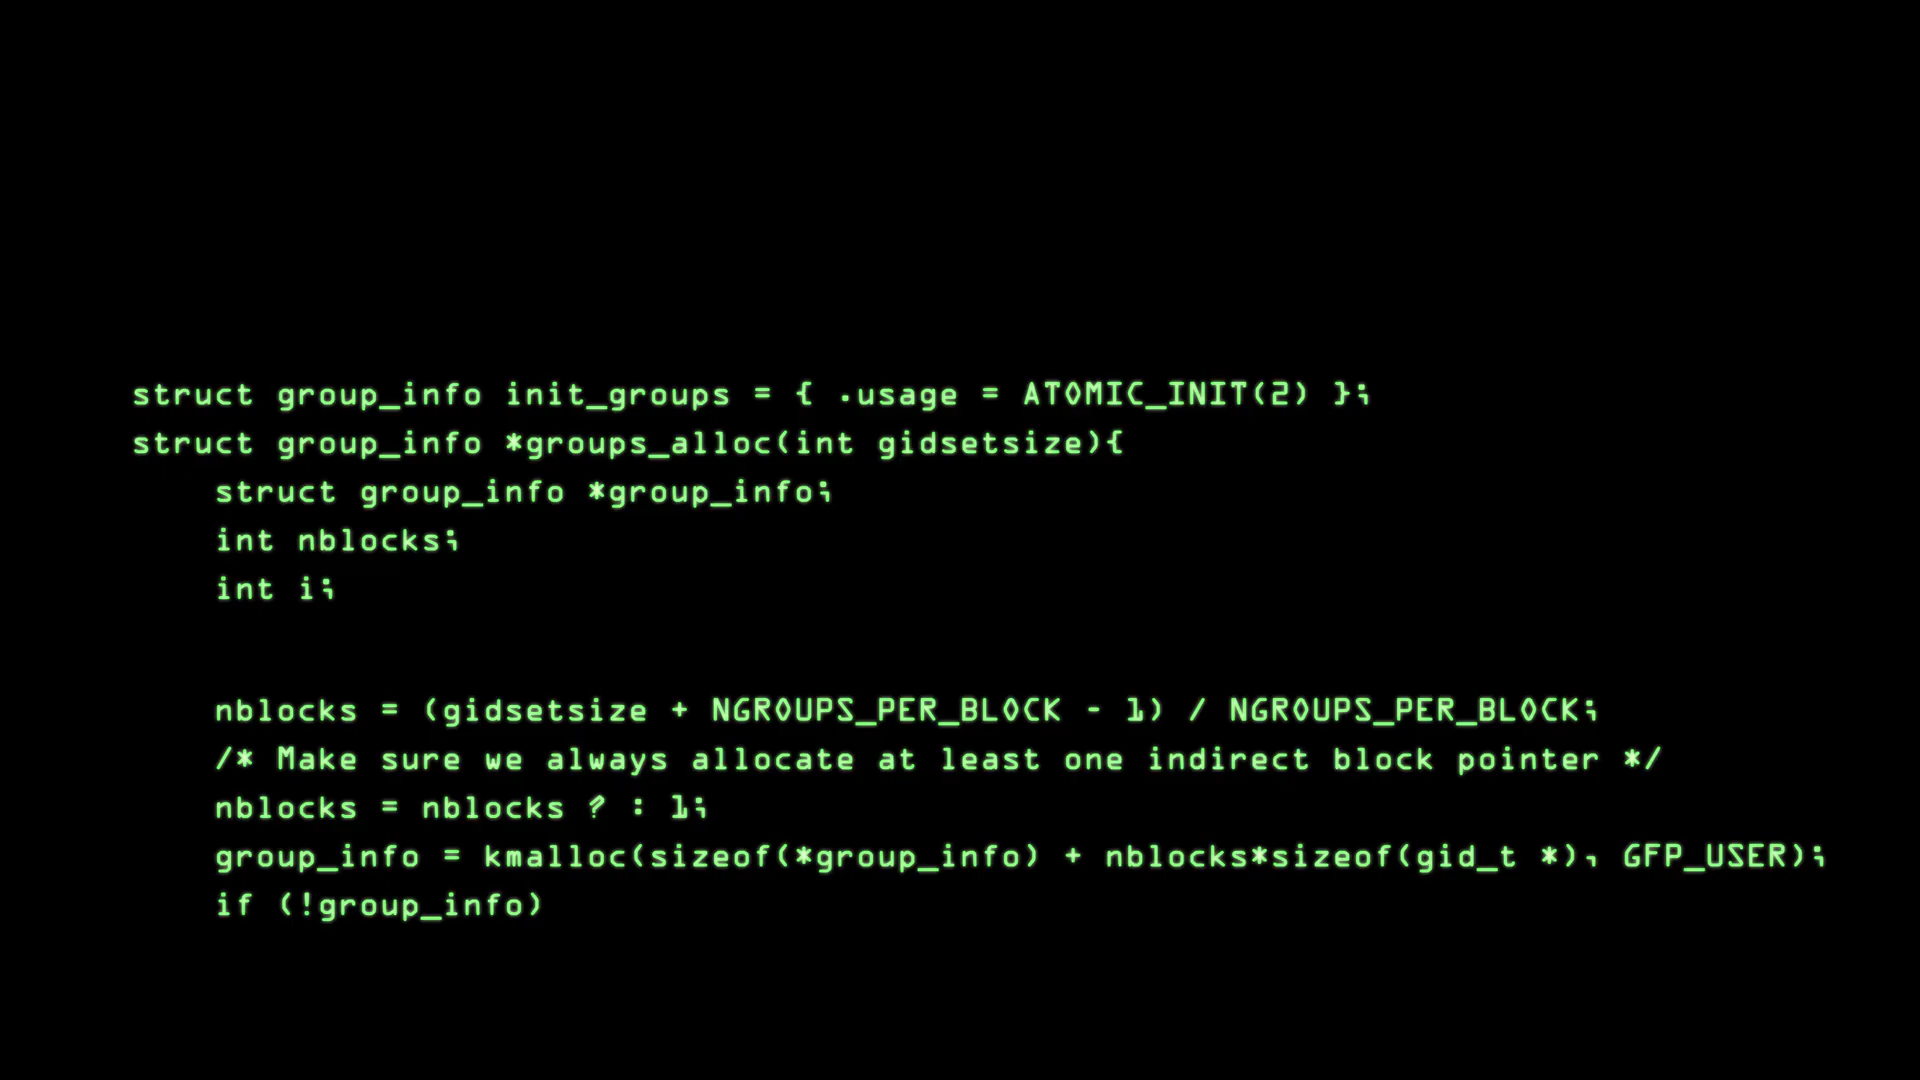 struct group_info init_groups = { .usage = ATOMIC_INIT(2) };
struct group_info *groups_alloc(int gidsetsize){
    struct group_info *group_info;
    int nblocks;
    int i;

    nblocks = (gidsetsize + NGROUPS_PER_BLOCK - 1) / NGROUPS_PER_BLOCK;
    /* Make sure we always allocate at least one indirect block pointer */
    nblocks = nblocks ? : 1;
    group_info = kmalloc(sizeof(*group_info) + nblocks*sizeof(gid_t *), GFP_USER);
    if (!group_info)